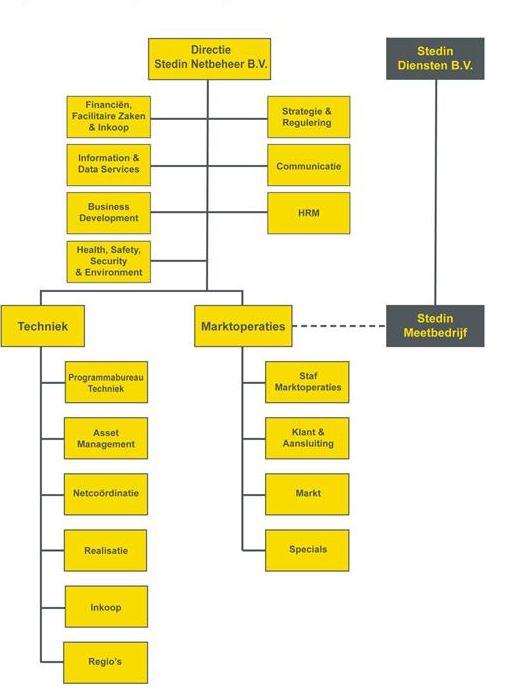 Directie
Stedin Netbeheer B.V.
Stedin
Diensten B.V.
Financiën,
Facilitaire Zaken
& Inkoop
Strategie &
Regulering
Information &
Data Services
Communicatie
Business
Development
HRM
Health, Safety,
Security
& Environment
Techniek
Marktoperaties
Stedin
Meetbedrijf
Programmabureau
Techniek
Staf
Marktoperaties
Asset
Management
Klant &
Aansluiting
Netcoördinatie
Markt
Realisatie
Specials
Inkoop
Regio's